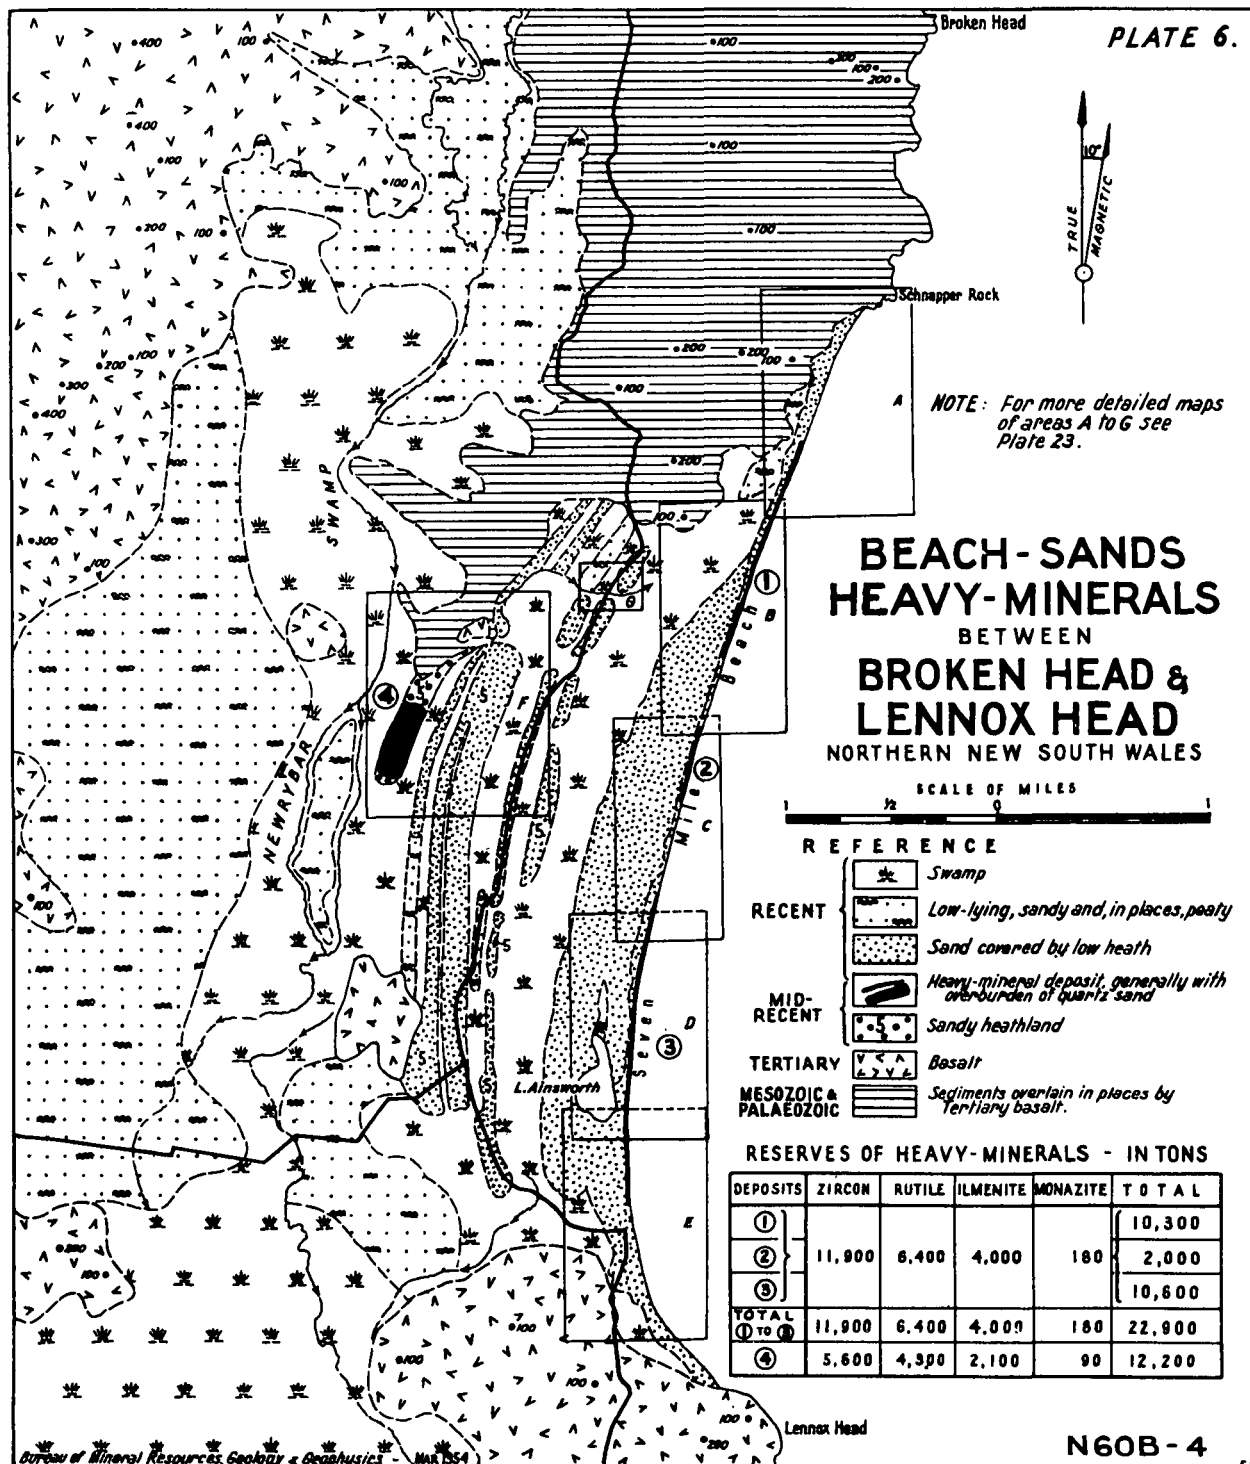 PLATE 6.
Broken Head
TRUE
MAGNETIC
10°
Schnapper Rock
NOTE: For more detailed maps
of areas A to G see
Plate 23.
BEACH-SANDS
HEAVY-MINERALS
BETWEEN
BROKEN HEAD &
LENNOX HEAD
NORTHERN NEW SOUTH WALES
SCALE OF MILES
1 ½ 0 1
REFERENCE
RECENT
Swamp
Low-lying, sandy and, in places, peaty
Sand covered by low heath
MID-
RECENT
Heavy-mineral deposit, generally with
overburden of quartz sand
5
Sandy heathland
TERTIARY
Basalt
MESOZOIC &
PALAEOZOIC
Sediments overlain in places by
Tertiary basalt.
RESERVES OF HEAVY-MINERALS - IN TONS
DEPOSITS ZIRCON RUTILE ILMENITE MONAZITE TOTAL
① 10,300
② 11,900 6,400 4,000 180 2,000
③ 10,600
TOTAL
① TO ③ 11,900 6,400 4,000 180 22,900
④ 5,600 4,300 2,100 90 12,200
NEWRYBAR SWAMP
Seven Mile Beach
L. Ainsworth
Lennox Head
A
B
C
D
E
F
G
①
②
③
④
Bureau of Mineral Resources, Geology & Geophysics - MAR 1954
N60B-4